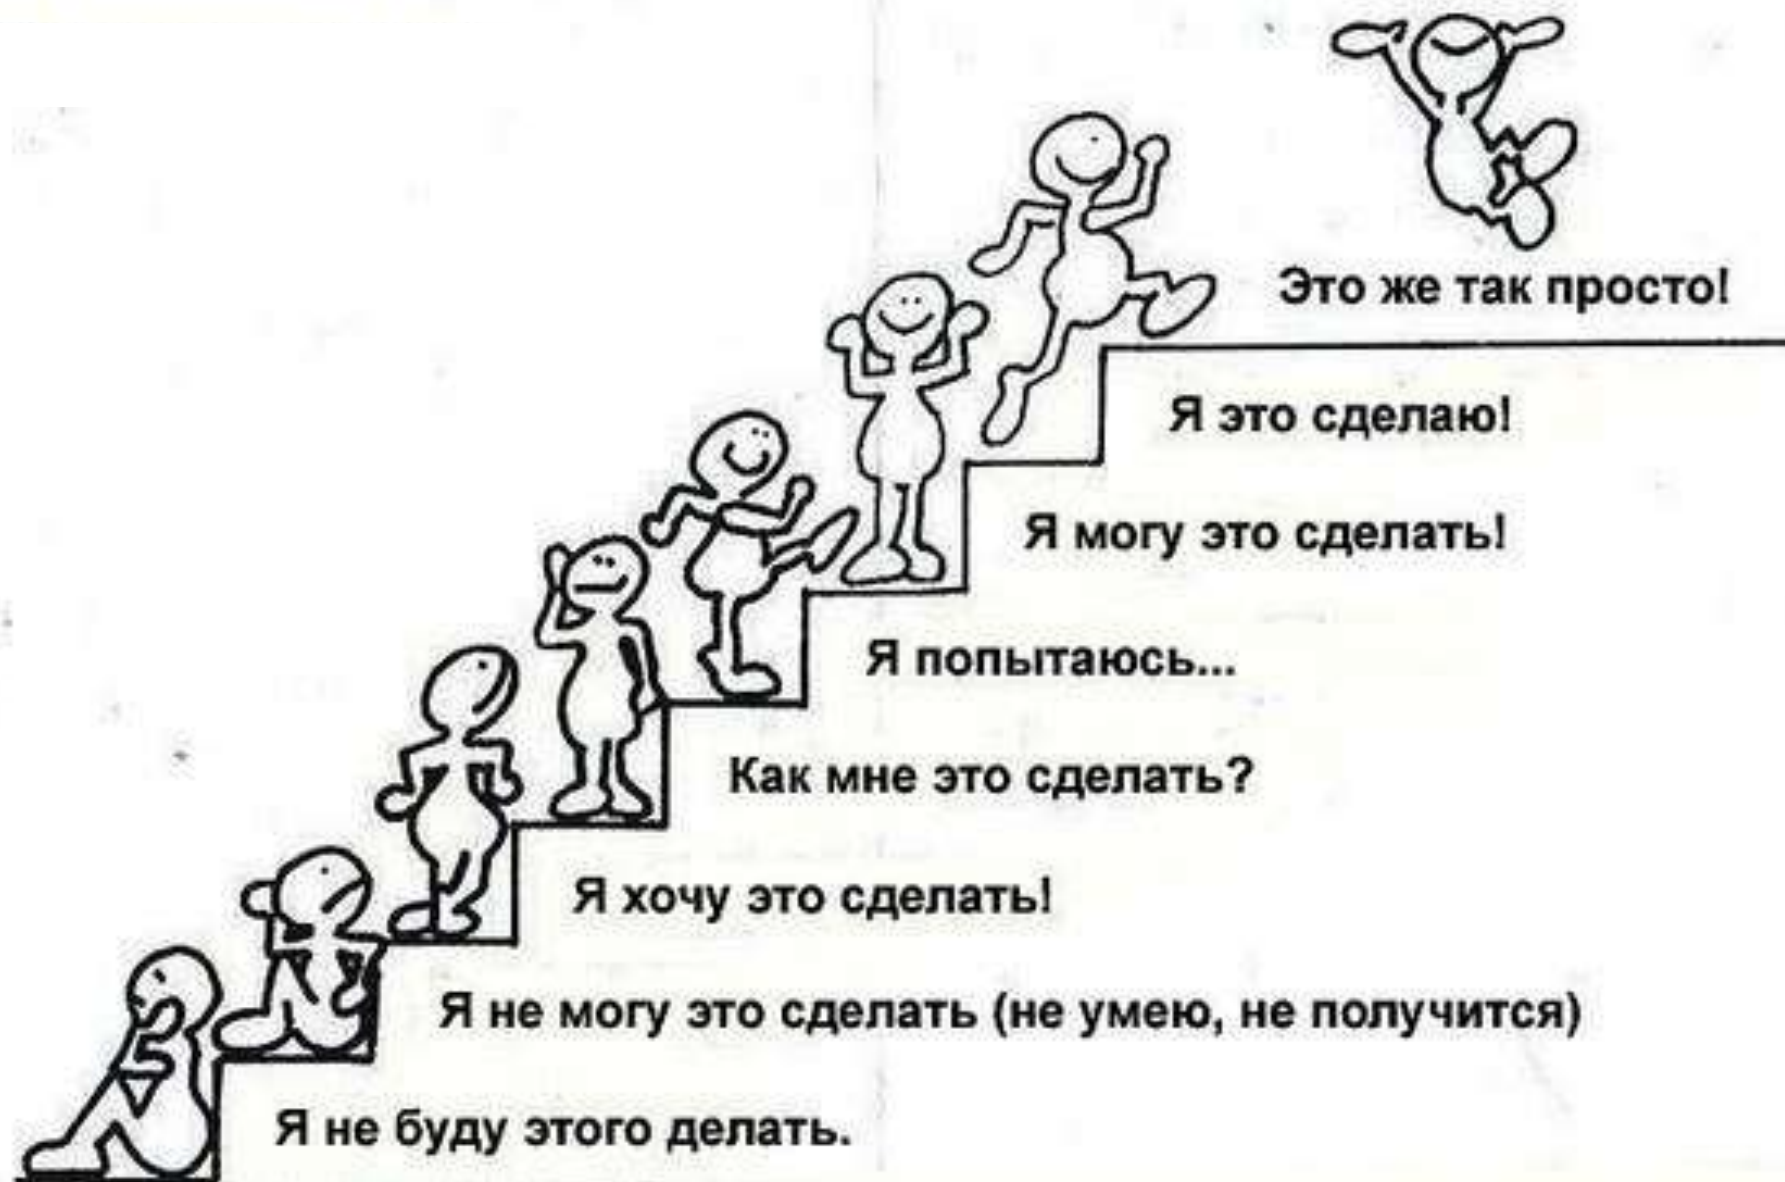 Это же так просто!
Я это сделаю!
Я могу это сделать!
Я попытаюсь...
Как мне это сделать?
Я хочу это сделать!
Я не могу это сделать (не умею, не получится)
Я не буду этого делать.